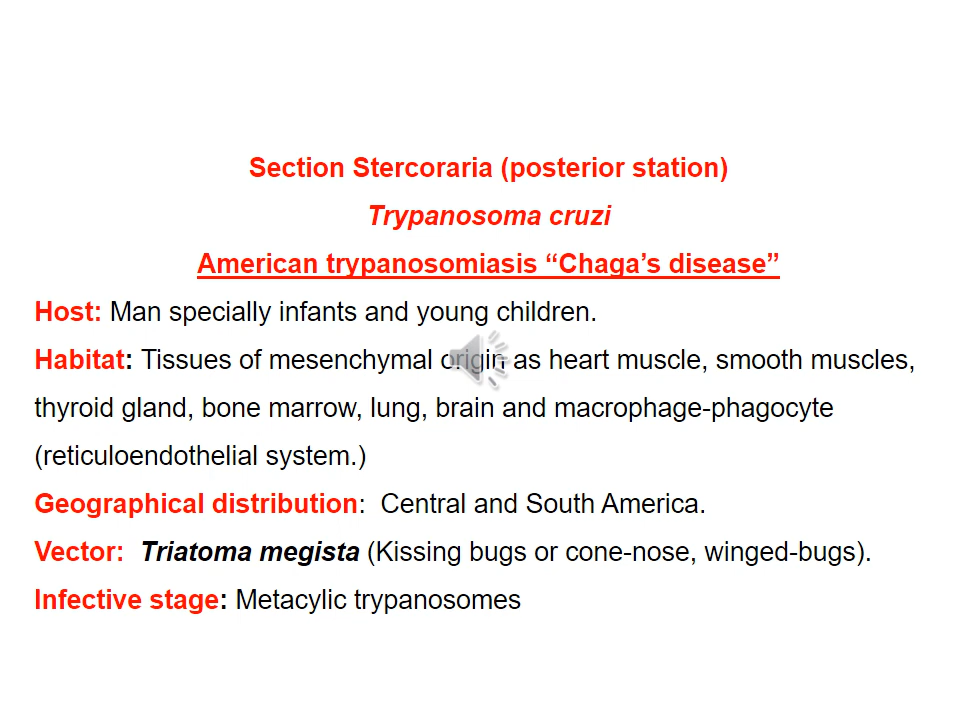 Section Stercoraria (posterior station)
Trypanosoma cruzi
American trypanosomiasis “Chaga’s disease”
Host: Man specially infants and young children.
Habitat: Tissues of mesenchymal origin as heart muscle, smooth muscles,
thyroid gland, bone marrow, lung, brain and macrophage-phagocyte
(reticuloendothelial system.)
Geographical distribution:  Central and South America.
Vector:  Triatoma megista (Kissing bugs or cone-nose, winged-bugs).
Infective stage: Metacylic trypanosomes